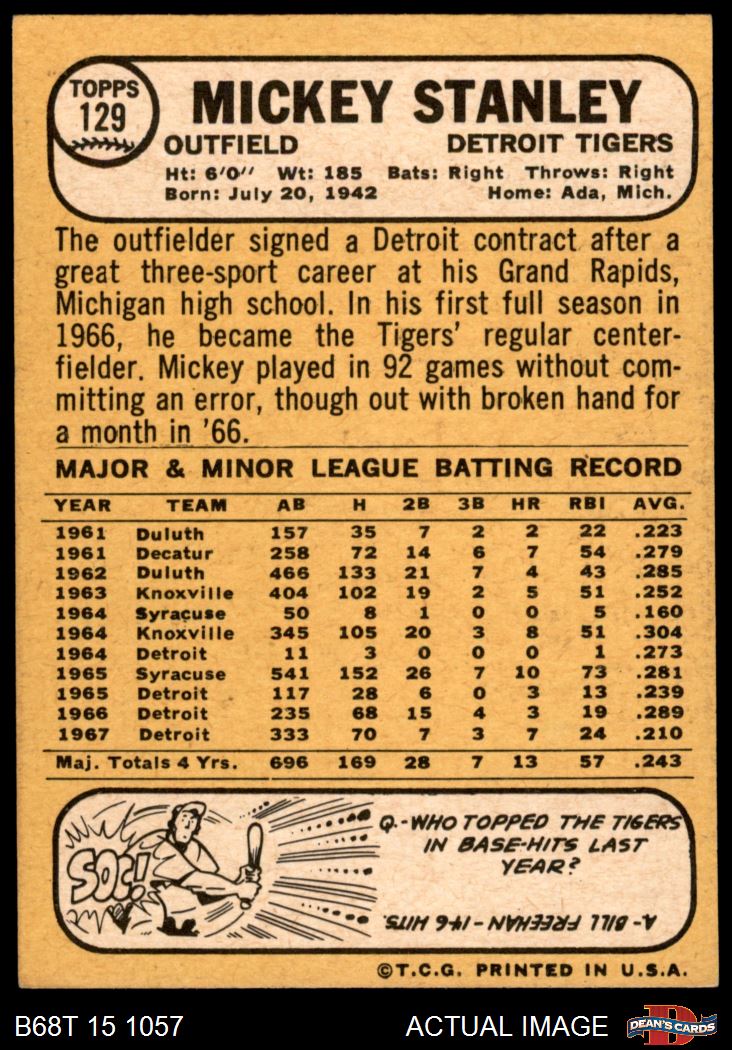 TOPPS
129
MICKEY STANLEY
OUTFIELD DETROIT TIGERS
Ht: 6'0" Wt: 185 Bats: Right Throws: Right
Born: July 20, 1942 Home: Ada, Mich.
The outfielder signed a Detroit contract after a
great three-sport career at his Grand Rapids,
Michigan high school. In his first full season in
1966, he became the Tigers' regular center-
fielder. Mickey played in 92 games without com-
mitting an error, though out with broken hand for
a month in '66.
MAJOR & MINOR LEAGUE BATTING RECORD
YEAR TEAM AB H 2B 3B HR RBI AVG.
1961 Duluth 157 35 7 2 2 22 .223
1961 Decatur 258 72 14 6 7 54 .279
1962 Duluth 466 133 21 7 4 43 .285
1963 Knoxville 404 102 19 2 5 51 .252
1964 Syracuse 50 8 1 0 0 5 .160
1964 Knoxville 345 105 20 3 8 51 .304
1964 Detroit 11 3 0 0 0 1 .273
1965 Syracuse 541 152 26 7 10 73 .281
1965 Detroit 117 28 6 0 3 13 .239
1966 Detroit 235 68 15 4 3 19 .289
1967 Detroit 333 70 7 3 7 24 .210
Maj. Totals 4 Yrs. 696 169 28 7 13 57 .243
SOC!
Q.-WHO TOPPED THE TIGERS
IN BASE-HITS LAST
YEAR?
A- BILL FREEHAN-146 HITS.
©T.C.G. PRINTED IN U.S.A.
B68T 15 1057 ACTUAL IMAGE D DEAN'S CARDS